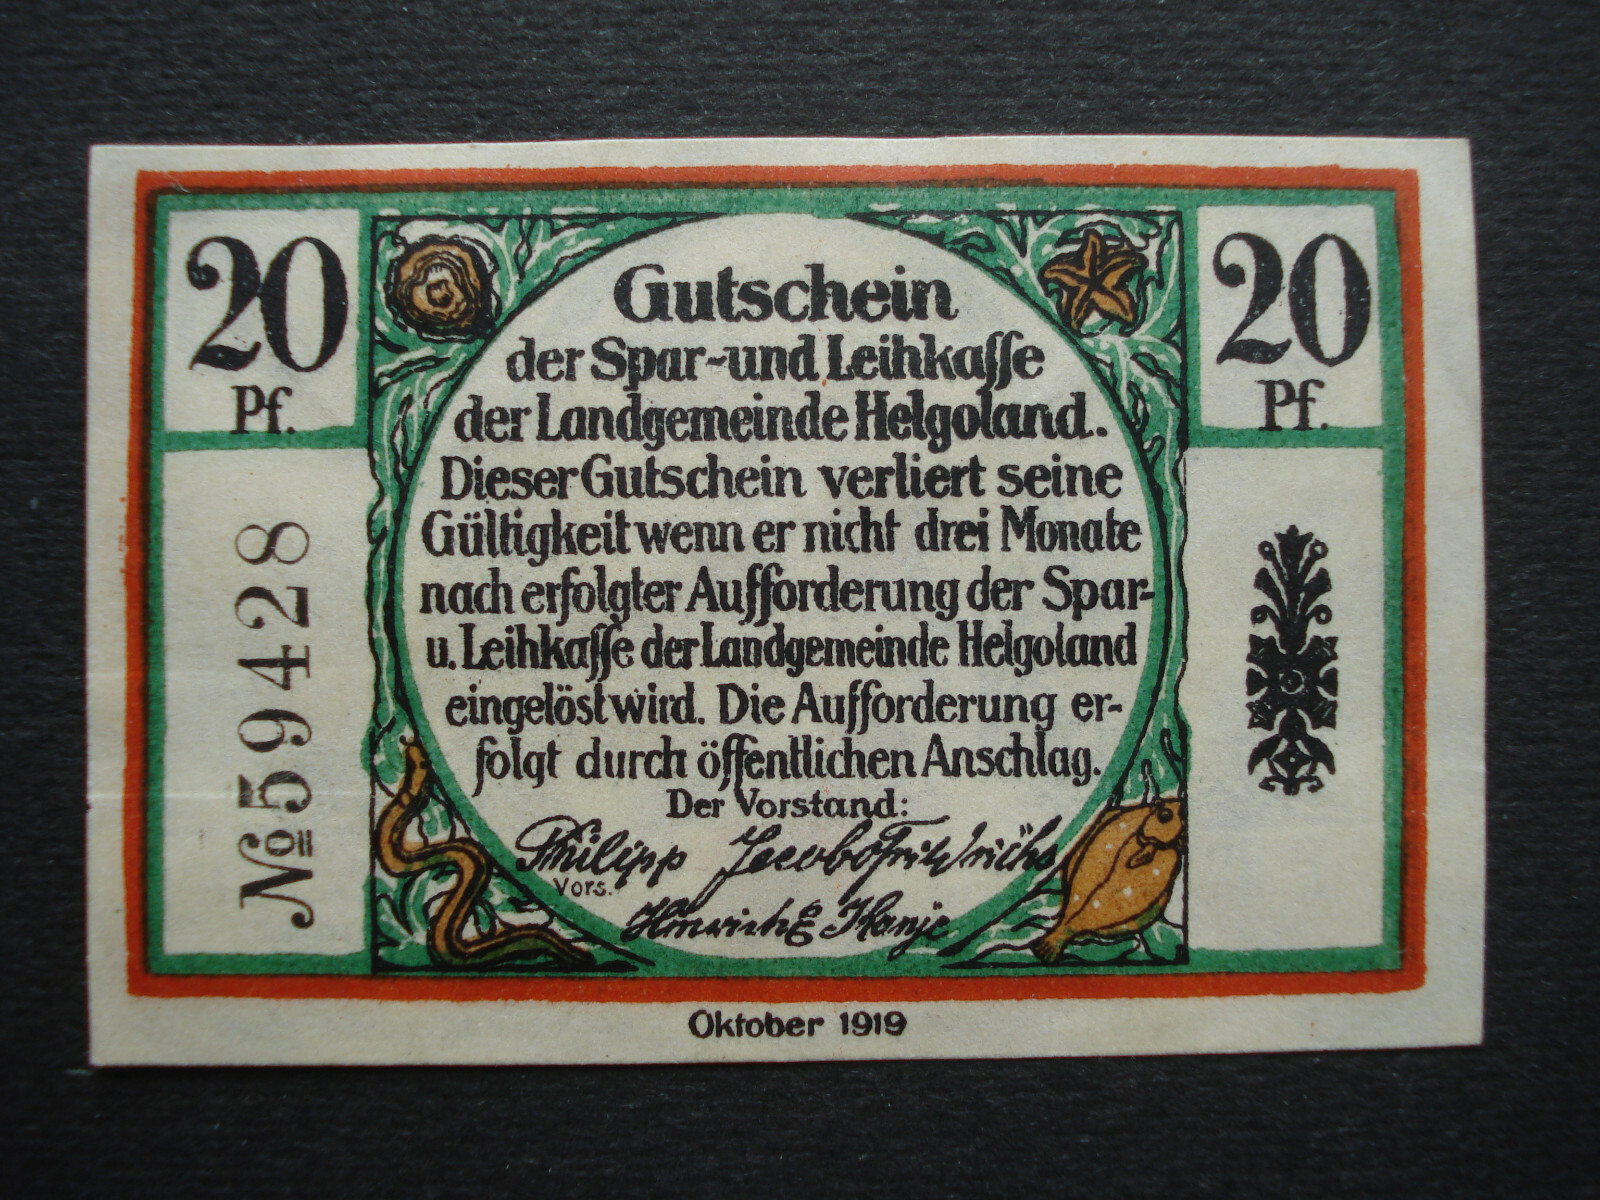 20
Pf.
№ 59428
Gutschein
der Spar-und Leihkaſſe
der Landgemeinde Helgoland.
Dieser Gutschein verliert seine
Gültigkeit wenn er nicht drei Monate
nach erfolgter Aufforderung der Spar-
u. Leihkaſſe der Landgemeinde Helgoland
eingelöst wird. Die Aufforderung er-
folgt durch öffentlichen Anschlag.
Der Vorstand:
Philipp
Vors.
20
Pf.
Oktober 1919